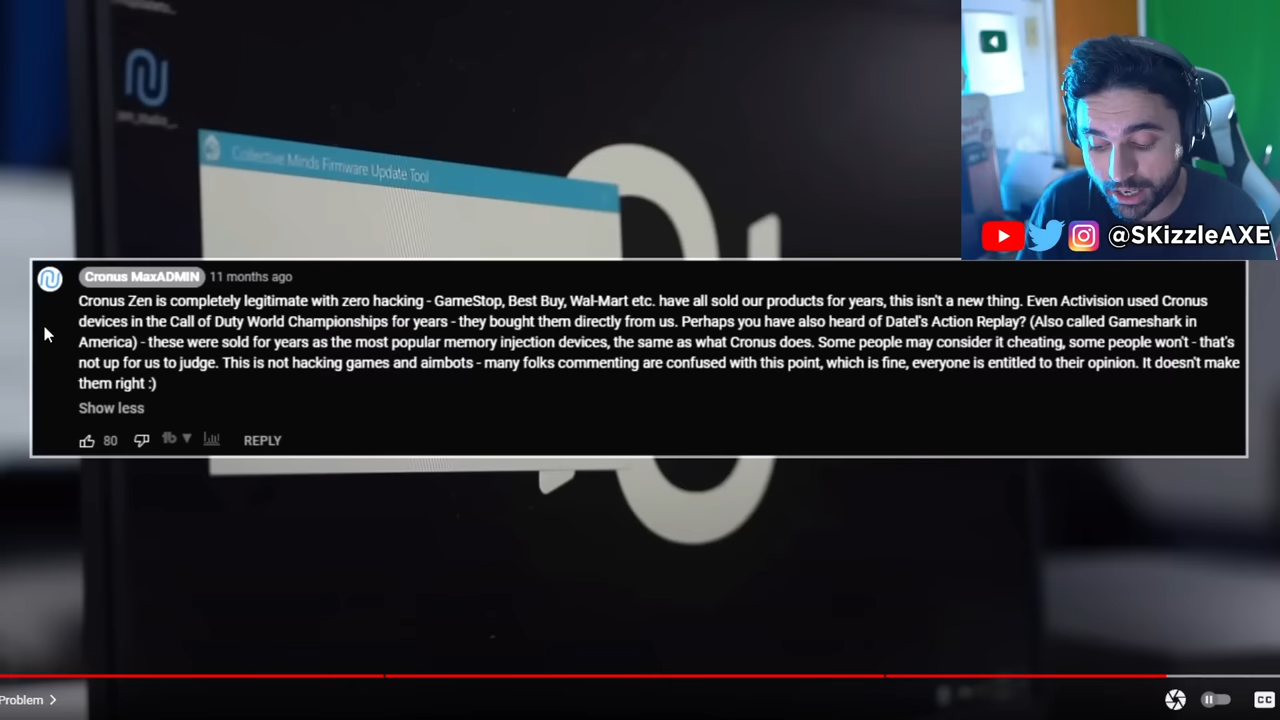 Collective Minds Firmware Update Tool
@SKizzleAXE
Cronus MaxADMIN 11 months ago
Cronus Zen is completely legitimate with zero hacking - GameStop, Best Buy, Wal-Mart etc. have all sold our products for years, this isn't a new thing. Even Activision used Cronus
devices in the Call of Duty World Championships for years - they bought them directly from us. Perhaps you have also heard of Datel's Action Replay? (Also called Gameshark in
America) - these were sold for years as the most popular memory injection devices, the same as what Cronus does. Some people may consider it cheating, some people won't - that's
not up for us to judge. This is not hacking games and aimbots - many folks commenting are confused with this point, which is fine, everyone is entitled to their opinion. It doesn't make
them right :)
Show less
80
REPLY
Problem
CC